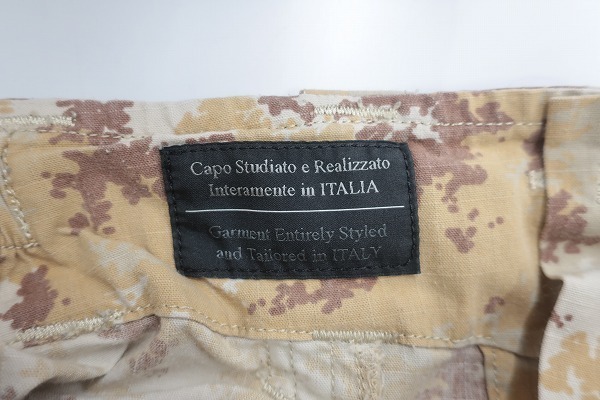 Capo Studiato e Realizzato
Interamente in ITALIA
Garment Entirely Styled
and Tailored in ITALY